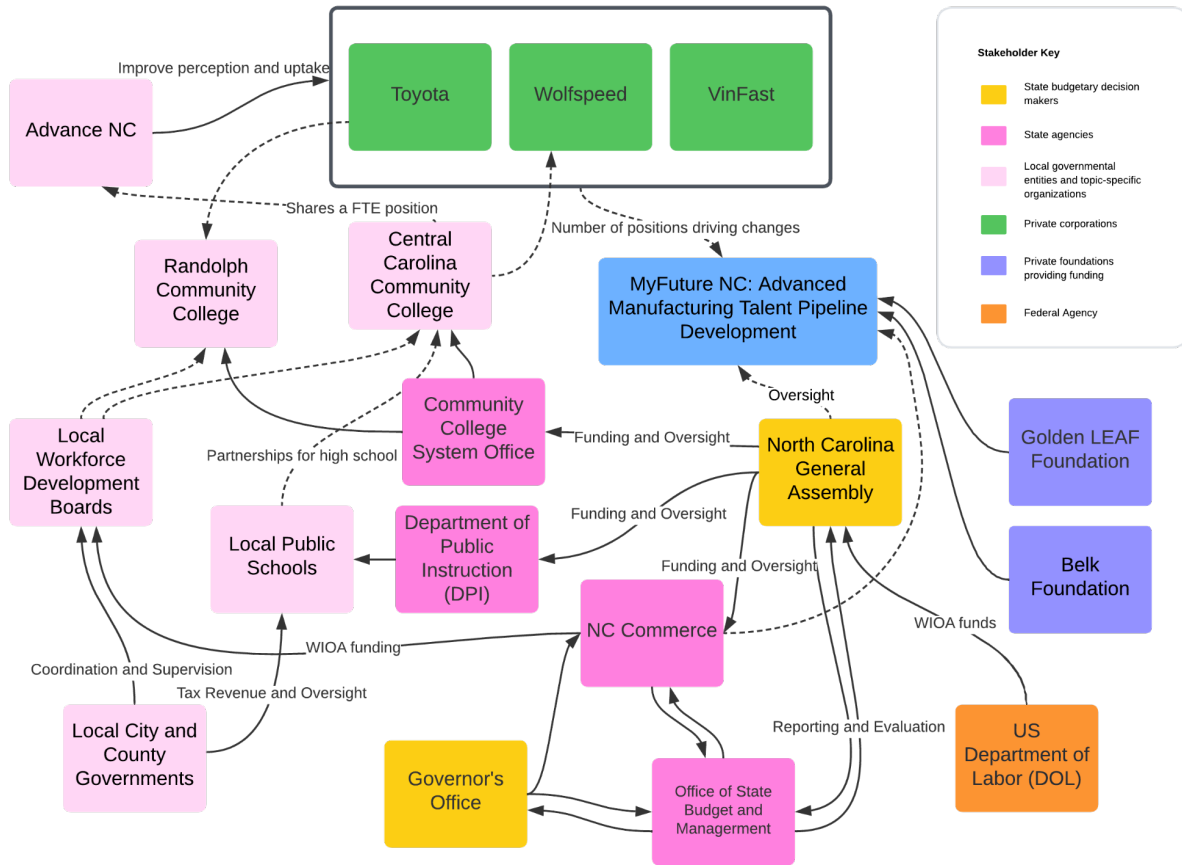 Improve perception and uptake
Advance NC
Toyota
Wolfspeed
VinFast
Stakeholder Key
State budgetary decision
makers
State agencies
Local governmental
entities and topic-specific
organizations
Private corporations
Private foundations
providing funding
Federal Agency
Shares a FTE position
Number of positions driving changes
Randolph
Community
College
Central
Carolina
Community
College
MyFuture NC: Advanced
Manufacturing Talent Pipeline
Development
Oversight
Community
College
System Office
Funding and Oversight
North Carolina
General
Assembly
Golden LEAF
Foundation
Local
Workforce
Development
Boards
Partnerships for high school
Local Public
Schools
Department of
Public
Instruction
(DPI)
Funding and Oversight
Funding and Oversight
Belk
Foundation
NC Commerce
WIOA funding
WIOA funds
Coordination and Supervision
Tax Revenue and Oversight
Local City and
County
Governments
Reporting and Evaluation
US
Department of
Labor (DOL)
Governor's
Office
Office of State
Budget and
Managerment